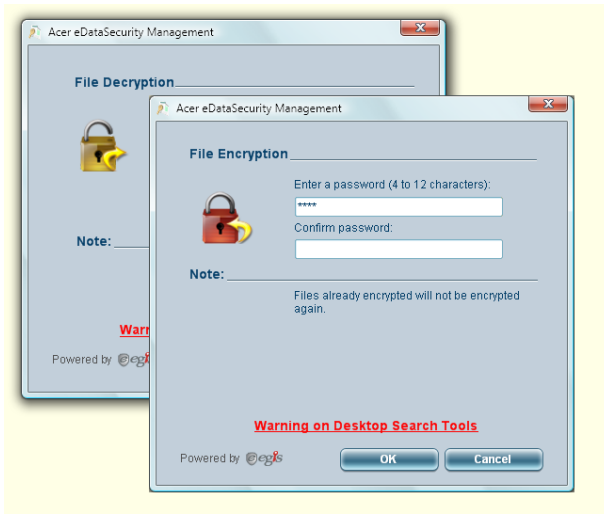 Acer eDataSecurity Management
File Decryption
Note:
Powered by egis
Acer eDataSecurity Management
File Encryption
Enter a password (4 to 12 characters):
****
Confirm password:
Note:
Files already encrypted will not be encrypted
again.
Warning on Desktop Search Tools
Powered by egis
OK
Cancel